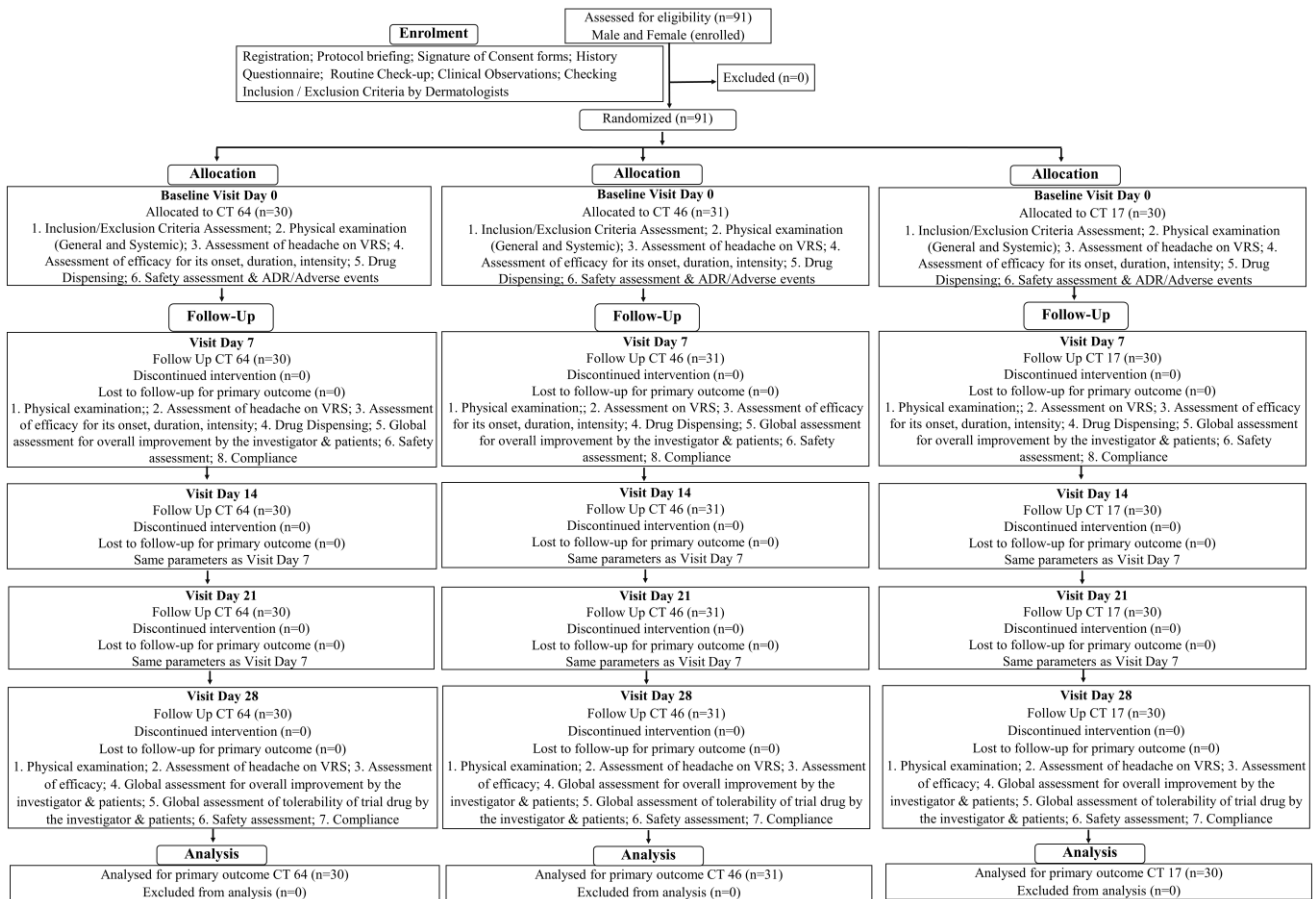 Assessed for eligibility (n=91)
Male and Female (enrolled)
Enrolment
Registration; Protocol briefing; Signature of Consent forms; History
Questionnaire; Routine Check-up; Clinical Observations; Checking
Inclusion / Exclusion Criteria by Dermatologists
Excluded (n=0)
Randomized (n=91)
Allocation
Baseline Visit Day 0
Allocated to CT 64 (n=30)
1. Inclusion/Exclusion Criteria Assessment; 2. Physical examination
(General and Systemic); 3. Assessment of headache on VRS; 4.
Assessment of efficacy for its onset, duration, intensity; 5. Drug
Dispensing; 6. Safety assessment & ADR/Adverse events
Follow-Up
Visit Day 7
Follow Up CT 64 (n=30)
Discontinued intervention (n=0)
Lost to follow-up for primary outcome (n=0)
1. Physical examination;; 2. Assessment of headache on VRS; 3. Assessment
of efficacy for its onset, duration, intensity; 4. Drug Dispensing; 5. Global
assessment for overall improvement by the investigator & patients; 6. Safety
assessment; 8. Compliance
Visit Day 14
Follow Up CT 64 (n=30)
Discontinued intervention (n=0)
Lost to follow-up for primary outcome (n=0)
Same parameters as Visit Day 7
Visit Day 21
Follow Up CT 64 (n=30)
Discontinued intervention (n=0)
Lost to follow-up for primary outcome (n=0)
Same parameters as Visit Day 7
Visit Day 28
Follow Up CT 64 (n=30)
Discontinued intervention (n=0)
Lost to follow-up for primary outcome (n=0)
1. Physical examination; 2. Assessment of headache on VRS; 3. Assessment
of efficacy; 4. Global assessment for overall improvement by the
investigator & patients; 5. Global assessment of tolerability of trial drug by
the investigator & patients; 6. Safety assessment; 7. Compliance
Analysis
Analysed for primary outcome CT 64 (n=30)
Excluded from analysis (n=0)
Allocation
Baseline Visit Day 0
Allocated to CT 46 (n=31)
1. Inclusion/Exclusion Criteria Assessment; 2. Physical examination
(General and Systemic); 3. Assessment of headache on VRS; 4.
Assessment of efficacy for its onset, duration, intensity; 5. Drug
Dispensing; 6. Safety assessment & ADR/Adverse events
Follow-Up
Visit Day 7
Follow Up CT 46 (n=31)
Discontinued intervention (n=0)
Lost to follow-up for primary outcome (n=0)
1. Physical examination;; 2. Assessment on VRS; 3. Assessment of efficacy
for its onset, duration, intensity; 4. Drug Dispensing; 5. Global assessment
for overall improvement by the investigator & patients; 6. Safety
assessment; 8. Compliance
Visit Day 14
Follow Up CT 46 (n=31)
Discontinued intervention (n=0)
Lost to follow-up for primary outcome (n=0)
Same parameters as Visit Day 7
Visit Day 21
Follow Up CT 46 (n=31)
Discontinued intervention (n=0)
Lost to follow-up for primary outcome (n=0)
Same parameters as Visit Day 7
Visit Day 28
Follow Up CT 46 (n=31)
Discontinued intervention (n=0)
Lost to follow-up for primary outcome (n=0)
1. Physical examination; 2. Assessment of headache on VRS; 3. Assessment
of efficacy; 4. Global assessment for overall improvement by the
investigator & patients; 5. Global assessment of tolerability of trial drug by
the investigator & patients; 6. Safety assessment; 7. Compliance
Analysis
Analysed for primary outcome CT 46 (n=31)
Excluded from analysis (n=0)
Allocation
Baseline Visit Day 0
Allocated to CT 17 (n=30)
1. Inclusion/Exclusion Criteria Assessment; 2. Physical examination
(General and Systemic); 3. Assessment of headache on VRS; 4.
Assessment of efficacy for its onset, duration, intensity; 5. Drug
Dispensing; 6. Safety assessment & ADR/Adverse events
Follow-Up
Visit Day 7
Follow Up CT 17 (n=30)
Discontinued intervention (n=0)
Lost to follow-up for primary outcome (n=0)
1. Physical examination;; 2. Assessment on VRS; 3. Assessment of efficacy
for its onset, duration, intensity; 4. Drug Dispensing; 5. Global assessment
for overall improvement by the investigator & patients; 6. Safety
assessment; 8. Compliance
Visit Day 14
Follow Up CT 17 (n=30)
Discontinued intervention (n=0)
Lost to follow-up for primary outcome (n=0)
Same parameters as Visit Day 7
Visit Day 21
Follow Up CT 17 (n=30)
Discontinued intervention (n=0)
Lost to follow-up for primary outcome (n=0)
Same parameters as Visit Day 7
Visit Day 28
Follow Up CT 17 (n=30)
Discontinued intervention (n=0)
Lost to follow-up for primary outcome (n=0)
1. Physical examination; 2. Assessment of headache on VRS; 3. Assessment
of efficacy; 4. Global assessment for overall improvement by the
investigator & patients; 5. Global assessment of tolerability of trial drug by
the investigator & patients; 6. Safety assessment; 7. Compliance
Analysis
Analysed for primary outcome CT 17 (n=30)
Excluded from analysis (n=0)